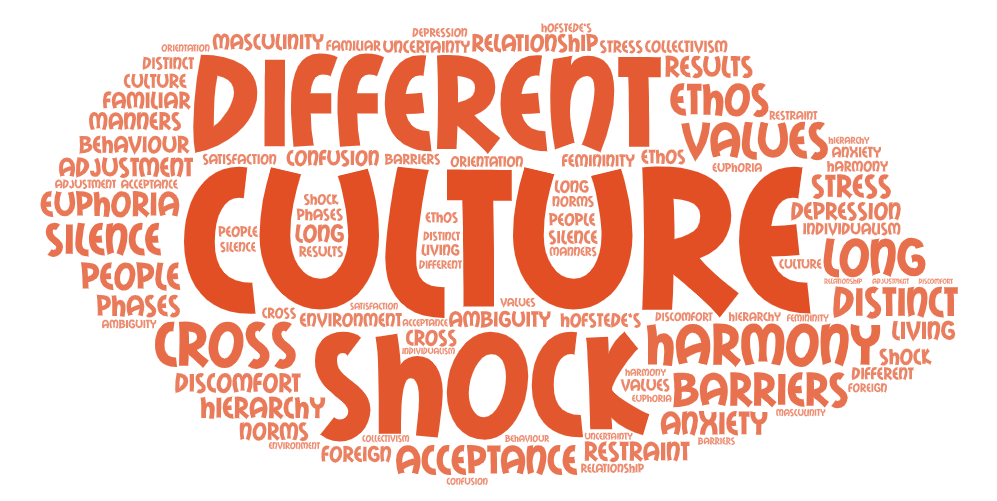 HOFSTEDE'S
DEPRESSION
ORIENTATION MASCULINITY FAMILIAR UNCERTAINTY RELATIONSHIP STRESS COLLECTIVISM
DISTINCT DIFFERENT RESULTS
CULTURE
FAMILIAR ETHOS
MANNERS RESTRAINT
BEHAVIOUR VALUES HIERARCHY
ANXIETY
ADJUSTMENT SATISFACTION CONFUSION BARRIERS ORIENTATION FEMININITY ETHOS EUPHORIA HARMONY
ADJUSTMENT ACCEPTANCE CULTURE STRESS
EUPHORIA SHOCK LONG DEPRESSION
PHASES NORMS
SILENCE PEOPLE LONG ETHOS PEOPLE INDIVIDUALISM
SILENCE RESULTS DISTINCT SILENCE
LIVING MANNERS LONG
PEOPLE DIFFERENT CULTURE
RELATIONSHIP ADJUSTMENT DISCOMFORT
PHASES SATISFACTION VALUES DISTINCT
AMBIGUITY CROSS ENVIRONMENT ACCEPTANCE AMBIGUITY HOFSTEDE'S DISCOMFORT HIERARCHY FEMININITY
LIVING
CROSS CROSS SHOCK HARMONY SHOCK
INDIVIDUALISM
DISCOMFORT HARMONY DIFFERENT
VALUES BARRIERS FOREIGN
HIERARCHY EUPHORIA
MASCULINITY
NORMS ANXIETY
ENVIRONMENT COLLECTIVISM BEHAVIOUR UNCERTAINTY BARRIERS
FOREIGN ACCEPTANCE RESTRAINT
RELATIONSHIP
CONFUSION